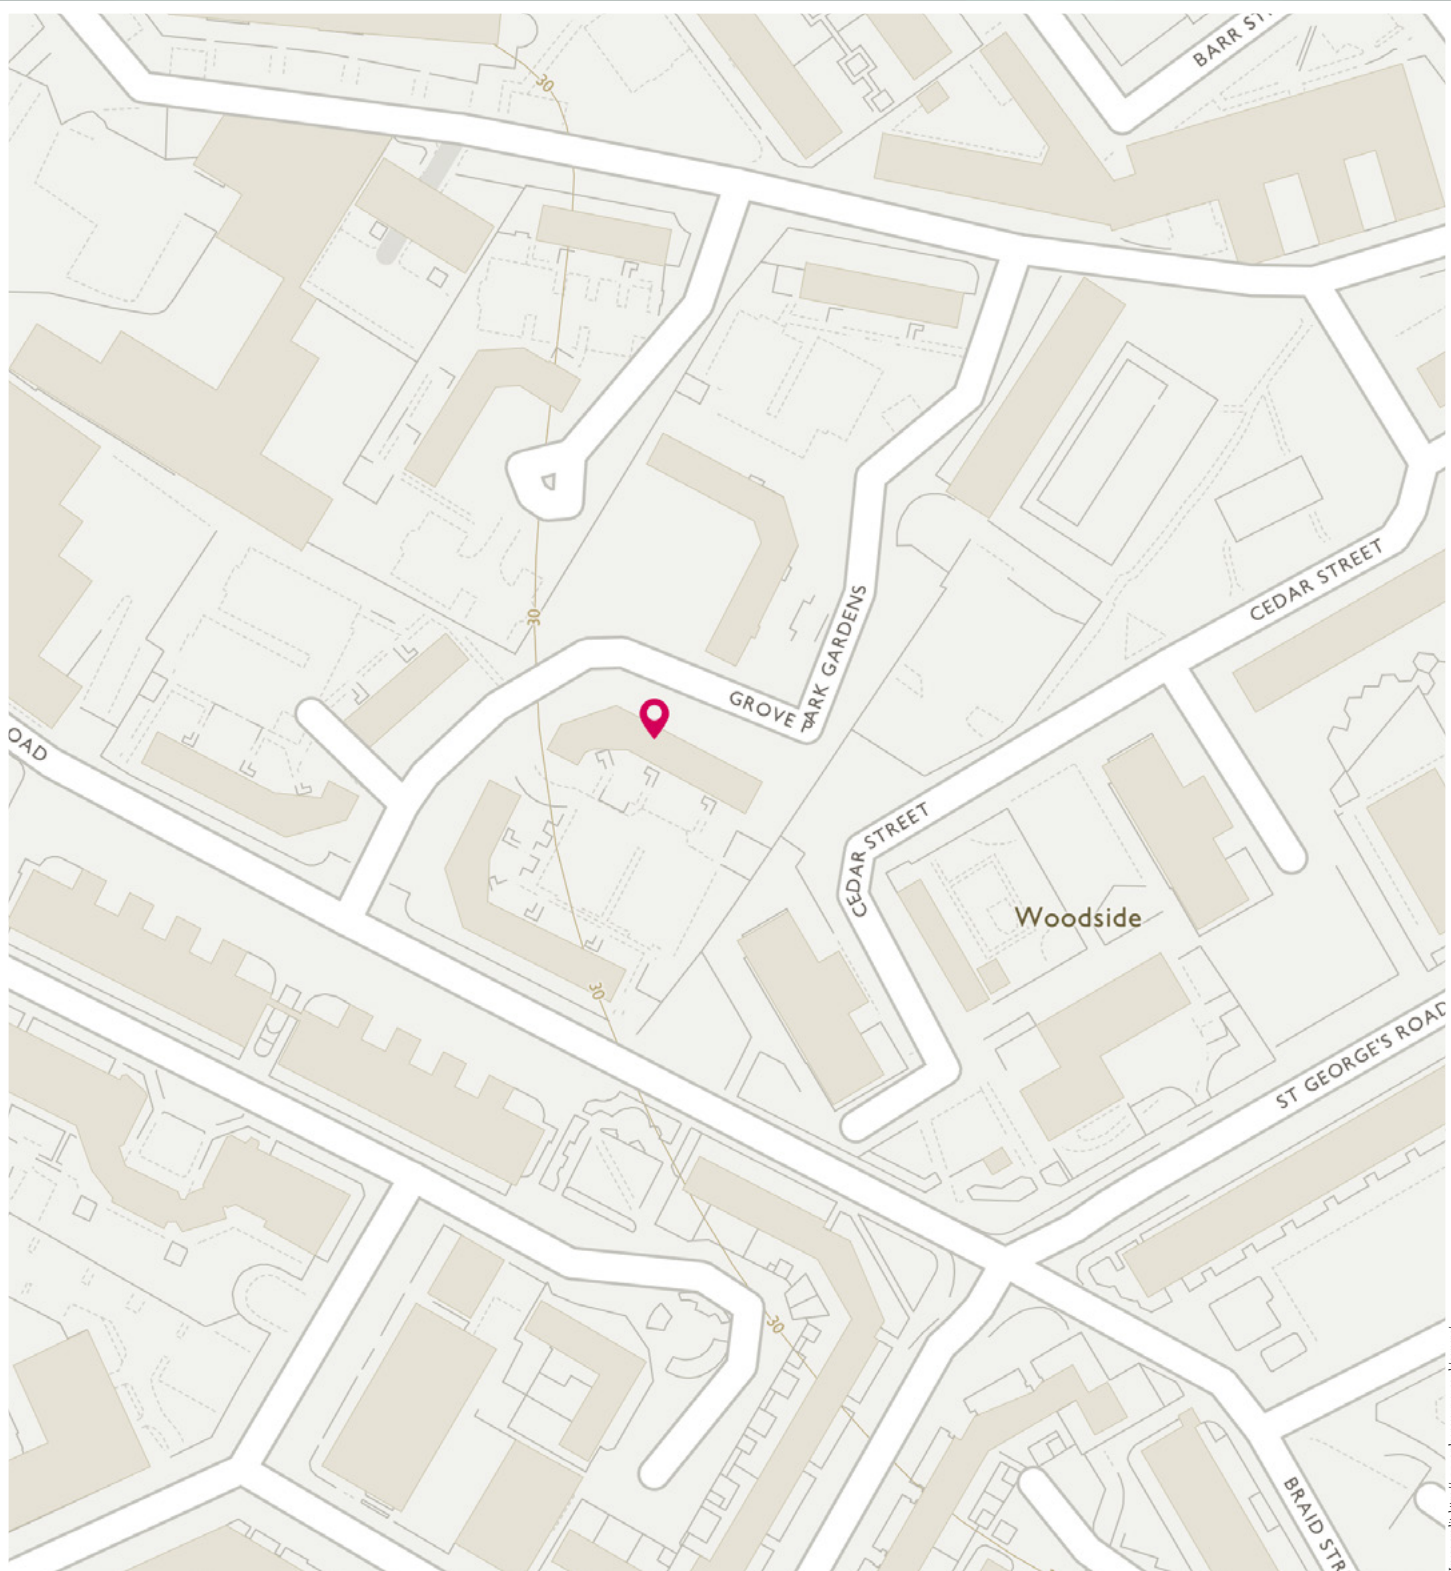 BARR ST
30
30
CEDAR STREET
GROVE PARK GARDENS
OAD
CEDAR STREET
Woodside
30
ST GEORGE'S ROAD
30
BRAID STR